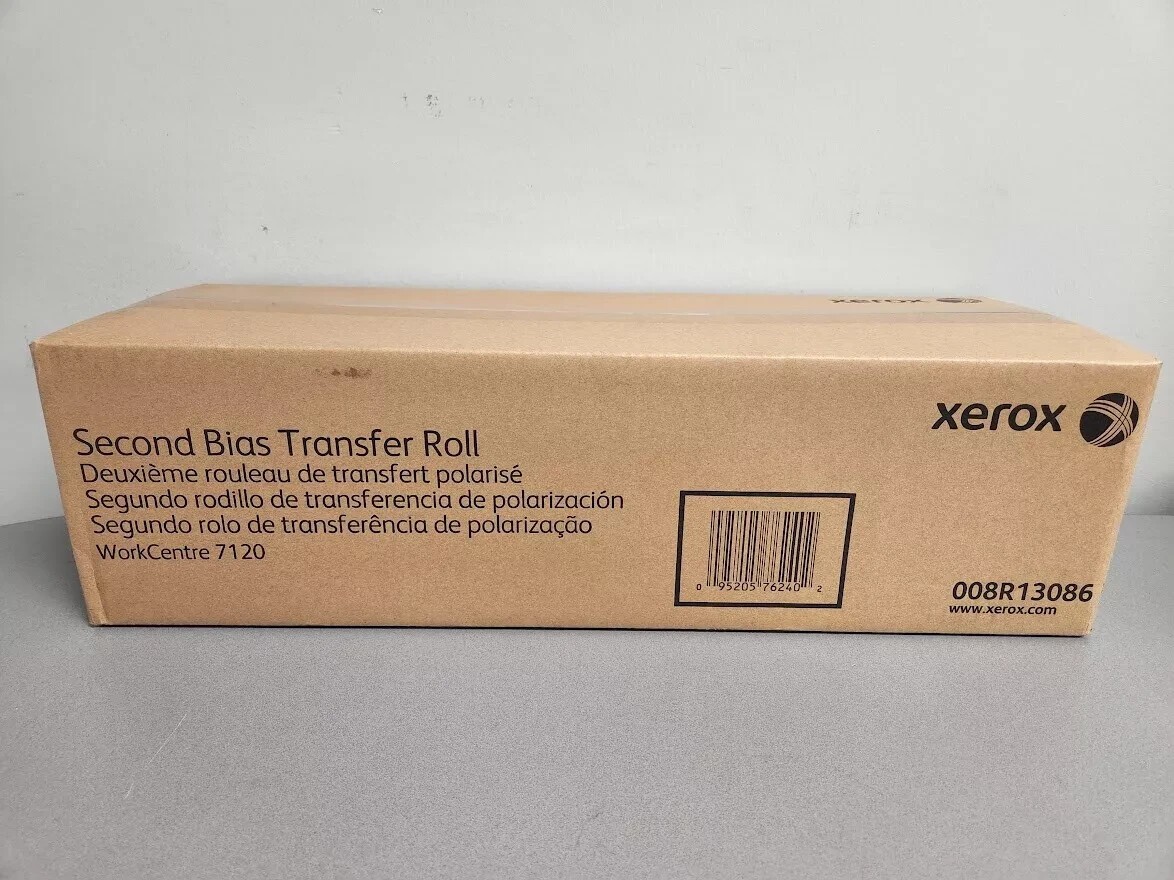 xerox
xerox
Second Bias Transfer Roll
Deuxième rouleau de transfert polarisé
Segundo rodillo de transferencia de polarización
Segundo rolo de transferência de polarização
WorkCentre 7120
0 95205 76240 2
008R13086
www.xerox.com